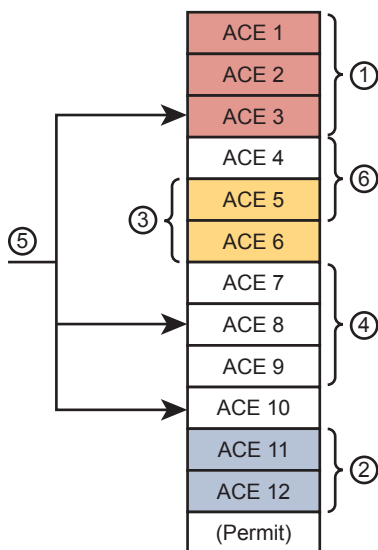 ACE 1
①
ACE 2
ACE 3
ACE 4
⑥
ACE 5
③
⑤
ACE 6
ACE 7
ACE 8
④
ACE 9
ACE 10
ACE 11
②
ACE 12
(Permit)